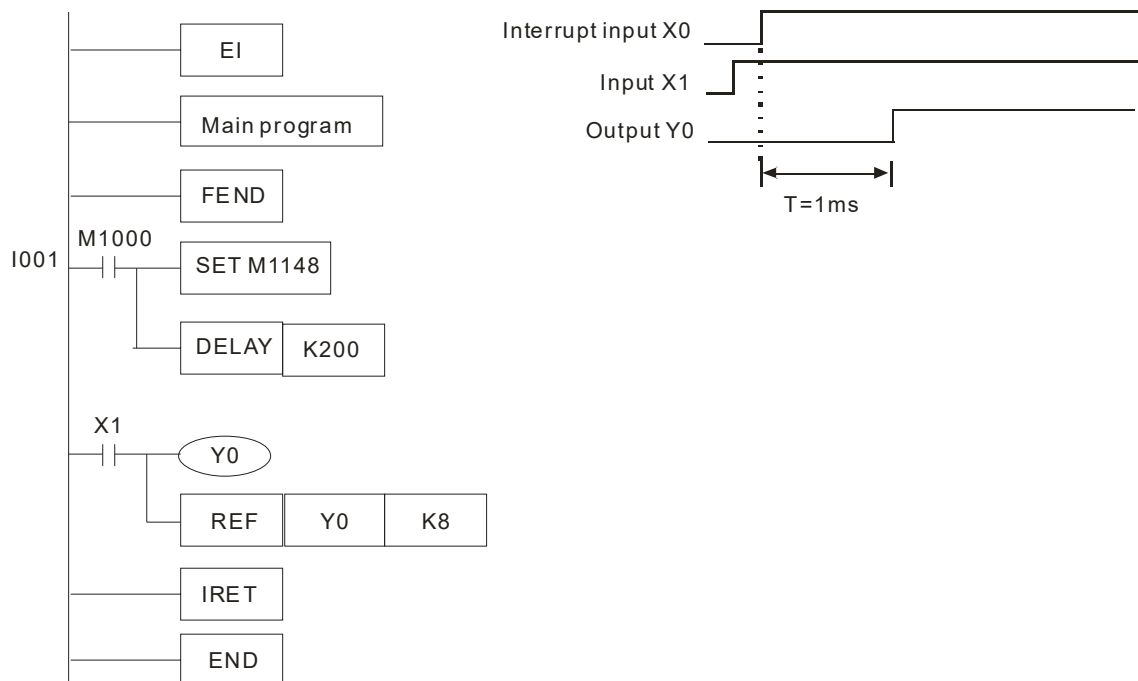 EI
Main program
FEND
M1000
I001
SET M1148
DELAY K200
X1
Y0
REF Y0 K8
IRET
END
Interrupt input X0
Input X1
Output Y0
T=1ms